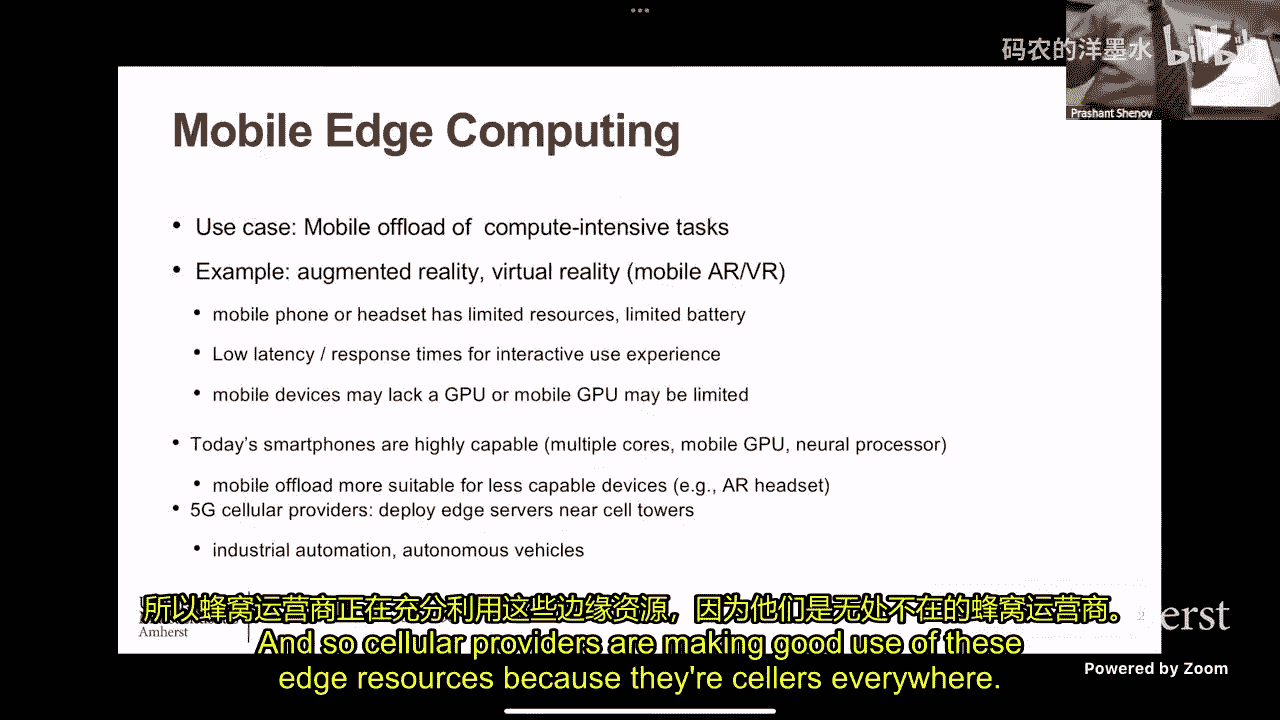 码农的洋墨水
Prashant Shenoy
Mobile Edge Computing
• Use case: Mobile offload of compute-intensive tasks
• Example: augmented reality, virtual reality (mobile AR/VR)
• mobile phone or headset has limited resources, limited battery
• Low latency / response times for interactive use experience
• mobile devices may lack a GPU or mobile GPU may be limited
• Today's smartphones are highly capable (multiple cores, mobile GPU, neural processor)
• mobile offload more suitable for less capable devices (e.g., AR headset)
• 5G cellular providers: deploy edge servers near cell towers
• industrial automation, autonomous vehicles
所以蜂窝运营商正在充分利用这些边缘资源，因为他们是无处不在的蜂窝运营商。
Amherst
2
erst
And so cellular providers are making good use of these
edge resources because they're cellers everywhere.
Powered by Zoom